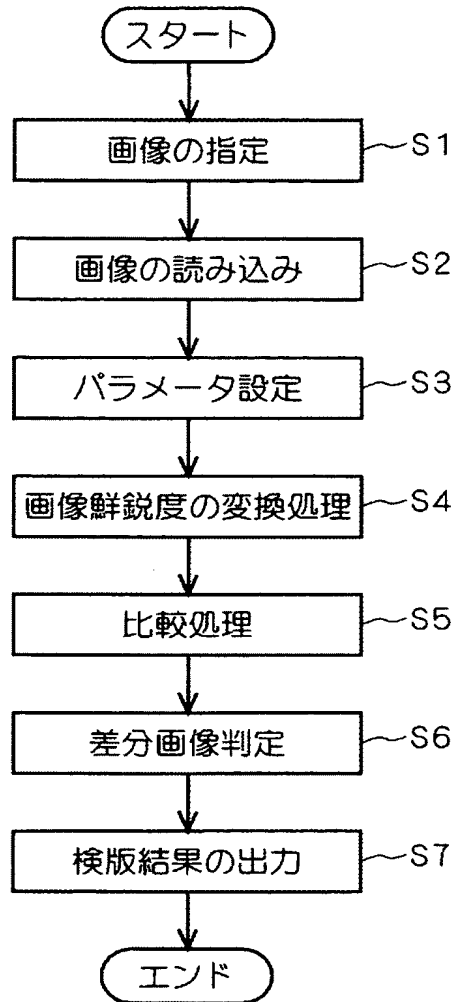 スタート
画像の指定 S1
画像の読み込み S2
パラメータ設定 S3
画像鮮鋭度の変換処理 S4
比較処理 S5
差分画像判定 S6
検版結果の出力 S7
エンド